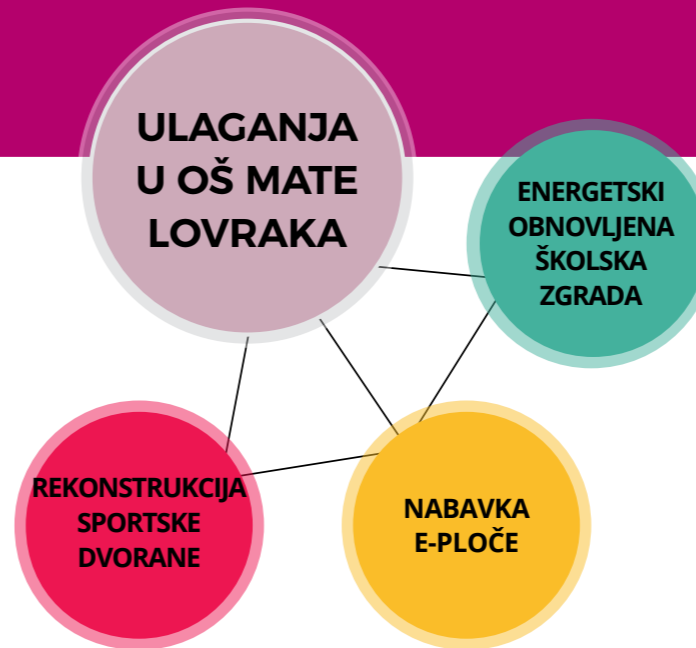 ULAGANJA
U OŠ MATE
LOVRAKA
ENERGETSKI
OBNOVLJENA
ŠKOLSKA
ZGRADA
REKONSTRUKCIJA
SPORTSKE
DVORANE
NABAVKA
E-PLOČE